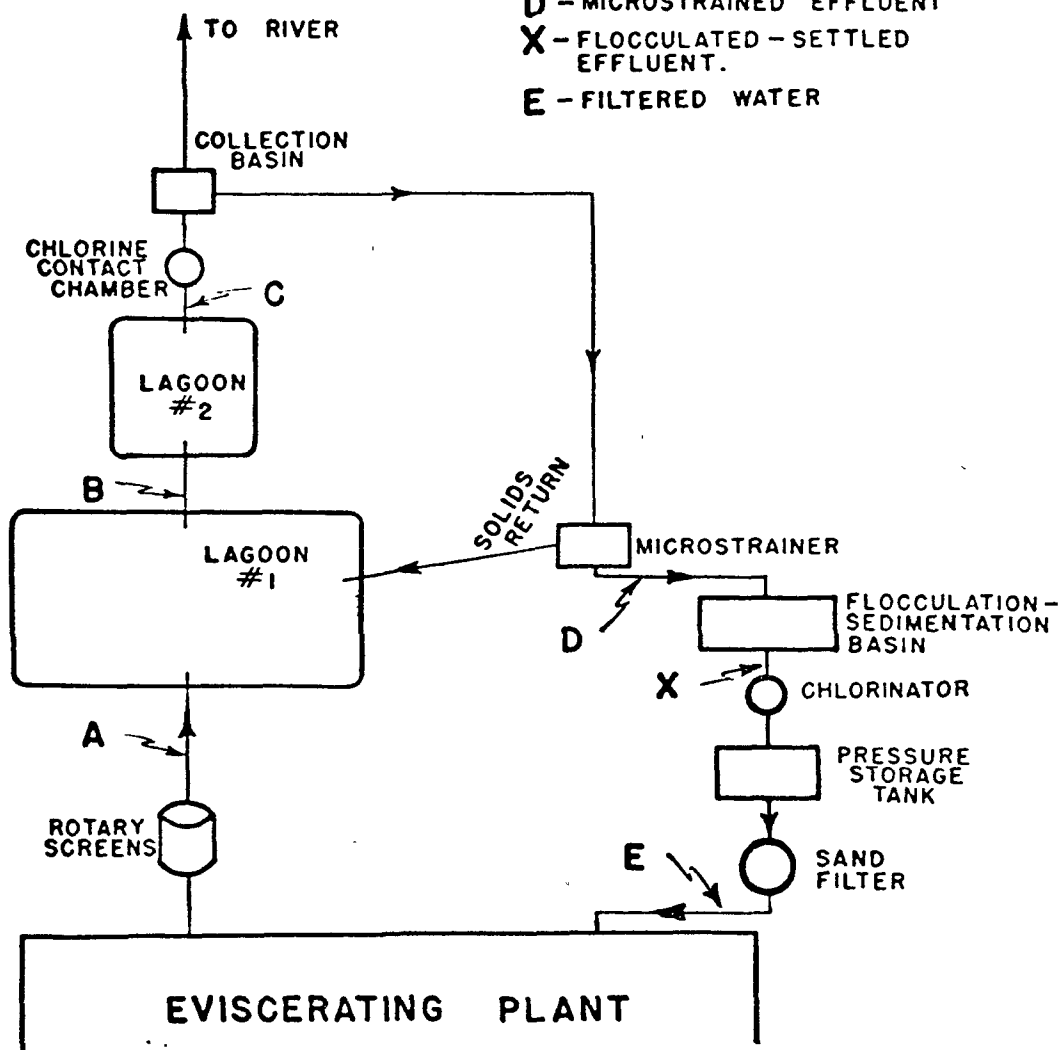 D - MICROSTRAINED EFFLUENT
X - FLOCCULATED - SETTLED
EFFLUENT.
E - FILTERED WATER
TO RIVER
COLLECTION
BASIN
CHLORINE
CONTACT
CHAMBER
C
LAGOON
#2
B
LAGOON
#1
SOLIDS
RETURN
MICROSTRAINER
D
FLOCCULATION-
SEDIMENTATION
BASIN
X
CHLORINATOR
A
PRESSURE
STORAGE
TANK
ROTARY
SCREENS
E
SAND
FILTER
EVISCERATING PLANT